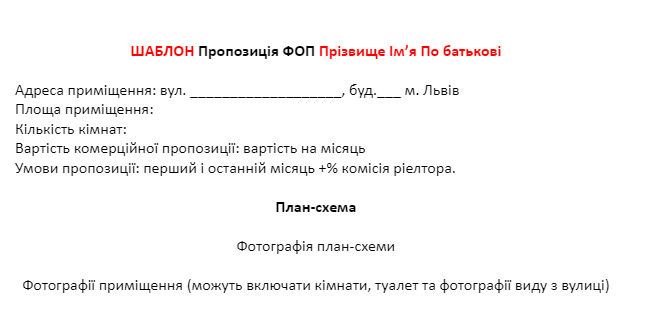 ШАБЛОН Пропозиція ФОП Прізвище Ім’я По батькові
Адреса приміщення: вул. ___________________, буд.___ м. Львів
Площа приміщення:
Кількість кімнат:
Вартість комерційної пропозиції: вартість на місяць
Умови пропозиції: перший і останній місяць +% комісія ріелтора.
План-схема
Фотографія план-схеми
Фотографії приміщення (можуть включати кімнати, туалет та фотографії виду з вулиці)